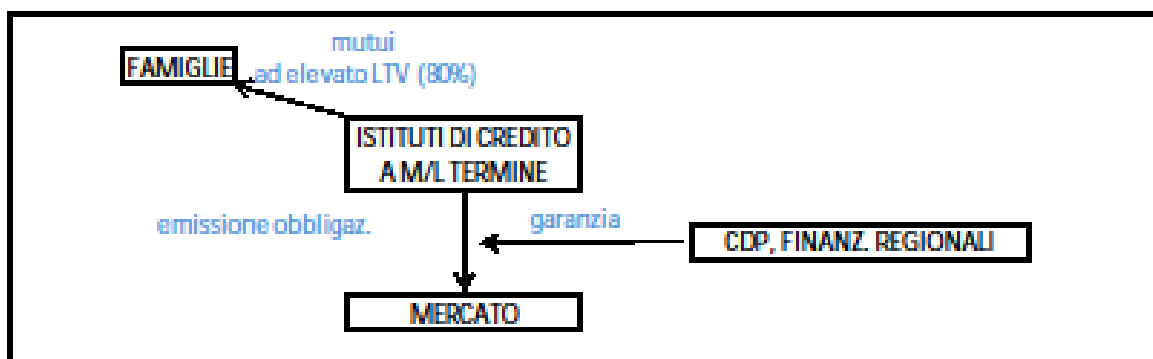 mutui
FAMIGLIE
ad elevato LTV (80%)
ISTITUTI DI CREDITO
A M/L TERMINE
emissione obbligaz.
garanzia
CDP, FINANZ. REGIONALI
MERCATO